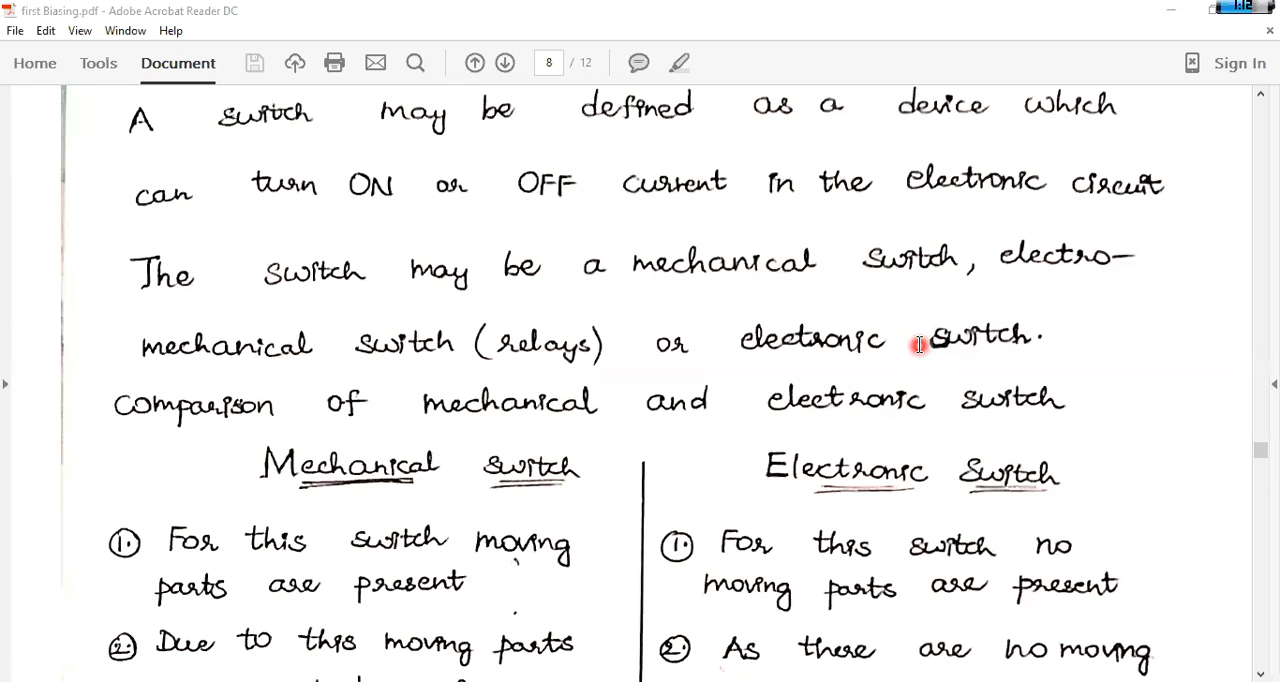 first Biasing.pdf - Adobe Acrobat Reader DC
1:12
File Edit View Window Help
Home Tools Document 8 / 12 Sign In
A switch may be defined as a device which
can turn ON or OFF current in the electronic circuit
The switch may be a mechanical switch, electro-
mechanical switch (relays) or electronic switch.
comparison of mechanical and electronic switch
Mechanical switch
① For this switch moving
parts are present
② Due to this moving parts
Electronic Switch
① For this switch no
moving parts are present
② As there are no moving